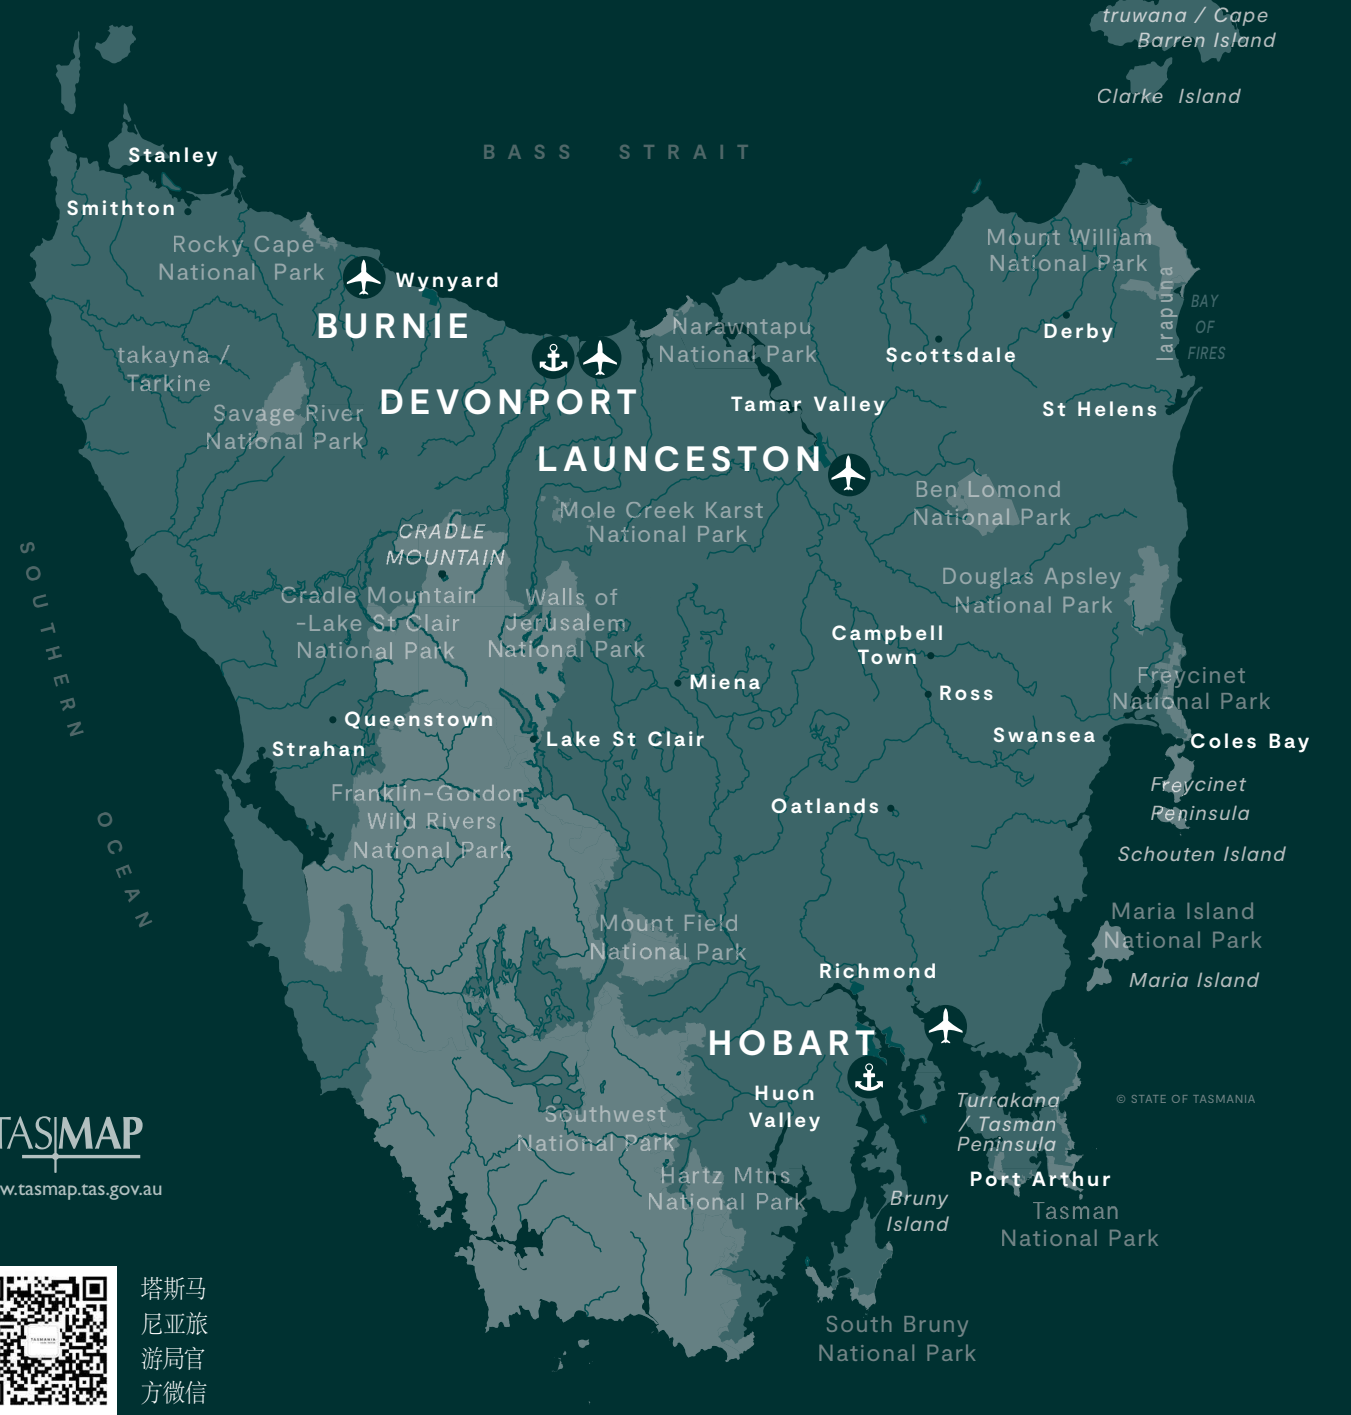 truwana / Cape
Barren Island
Clarke Island
BASS STRAIT
Stanley
Smithton
Rocky Cape
National Park
Wynyard
BURNIE
Mount William
National Park
larapuna
BAY
OF
FIRES
Narawntapu
National Park
Derby
Scottsdale
takayna /
Tarkine
DEVONPORT
Tamar Valley
St Helens
Savage River
National Park
LAUNCESTON
Ben Lomond
National Park
Mole Creek Karst
National Park
CRADLE
MOUNTAIN
SOUTHERN
OCEAN
Douglas Apsley
National Park
Cradle Mountain
-Lake St Clair
National Park
Walls of
Jerusalem
National Park
Campbell
Town
Miena
Ross
Freycinet
National Park
Queenstown
Strahan
Lake St Clair
Swansea
Coles Bay
Franklin-Gordon
Wild Rivers
National Park
Oatlands
Freycinet
Peninsula
Schouten Island
Mount Field
National Park
Maria Island
National Park
Maria Island
Richmond
HOBART
Huon
Valley
Turrakana
/ Tasman
Peninsula
© STATE OF TASMANIA
Southwest
National Park
TASMAP
w.tasmap.tas.gov.au
Hartz Mtns
National Park
Port Arthur
Bruny
Island
Tasman
National Park
South Bruny
National Park
塔斯马
尼亚旅
游局官
方微信
TASMANIA